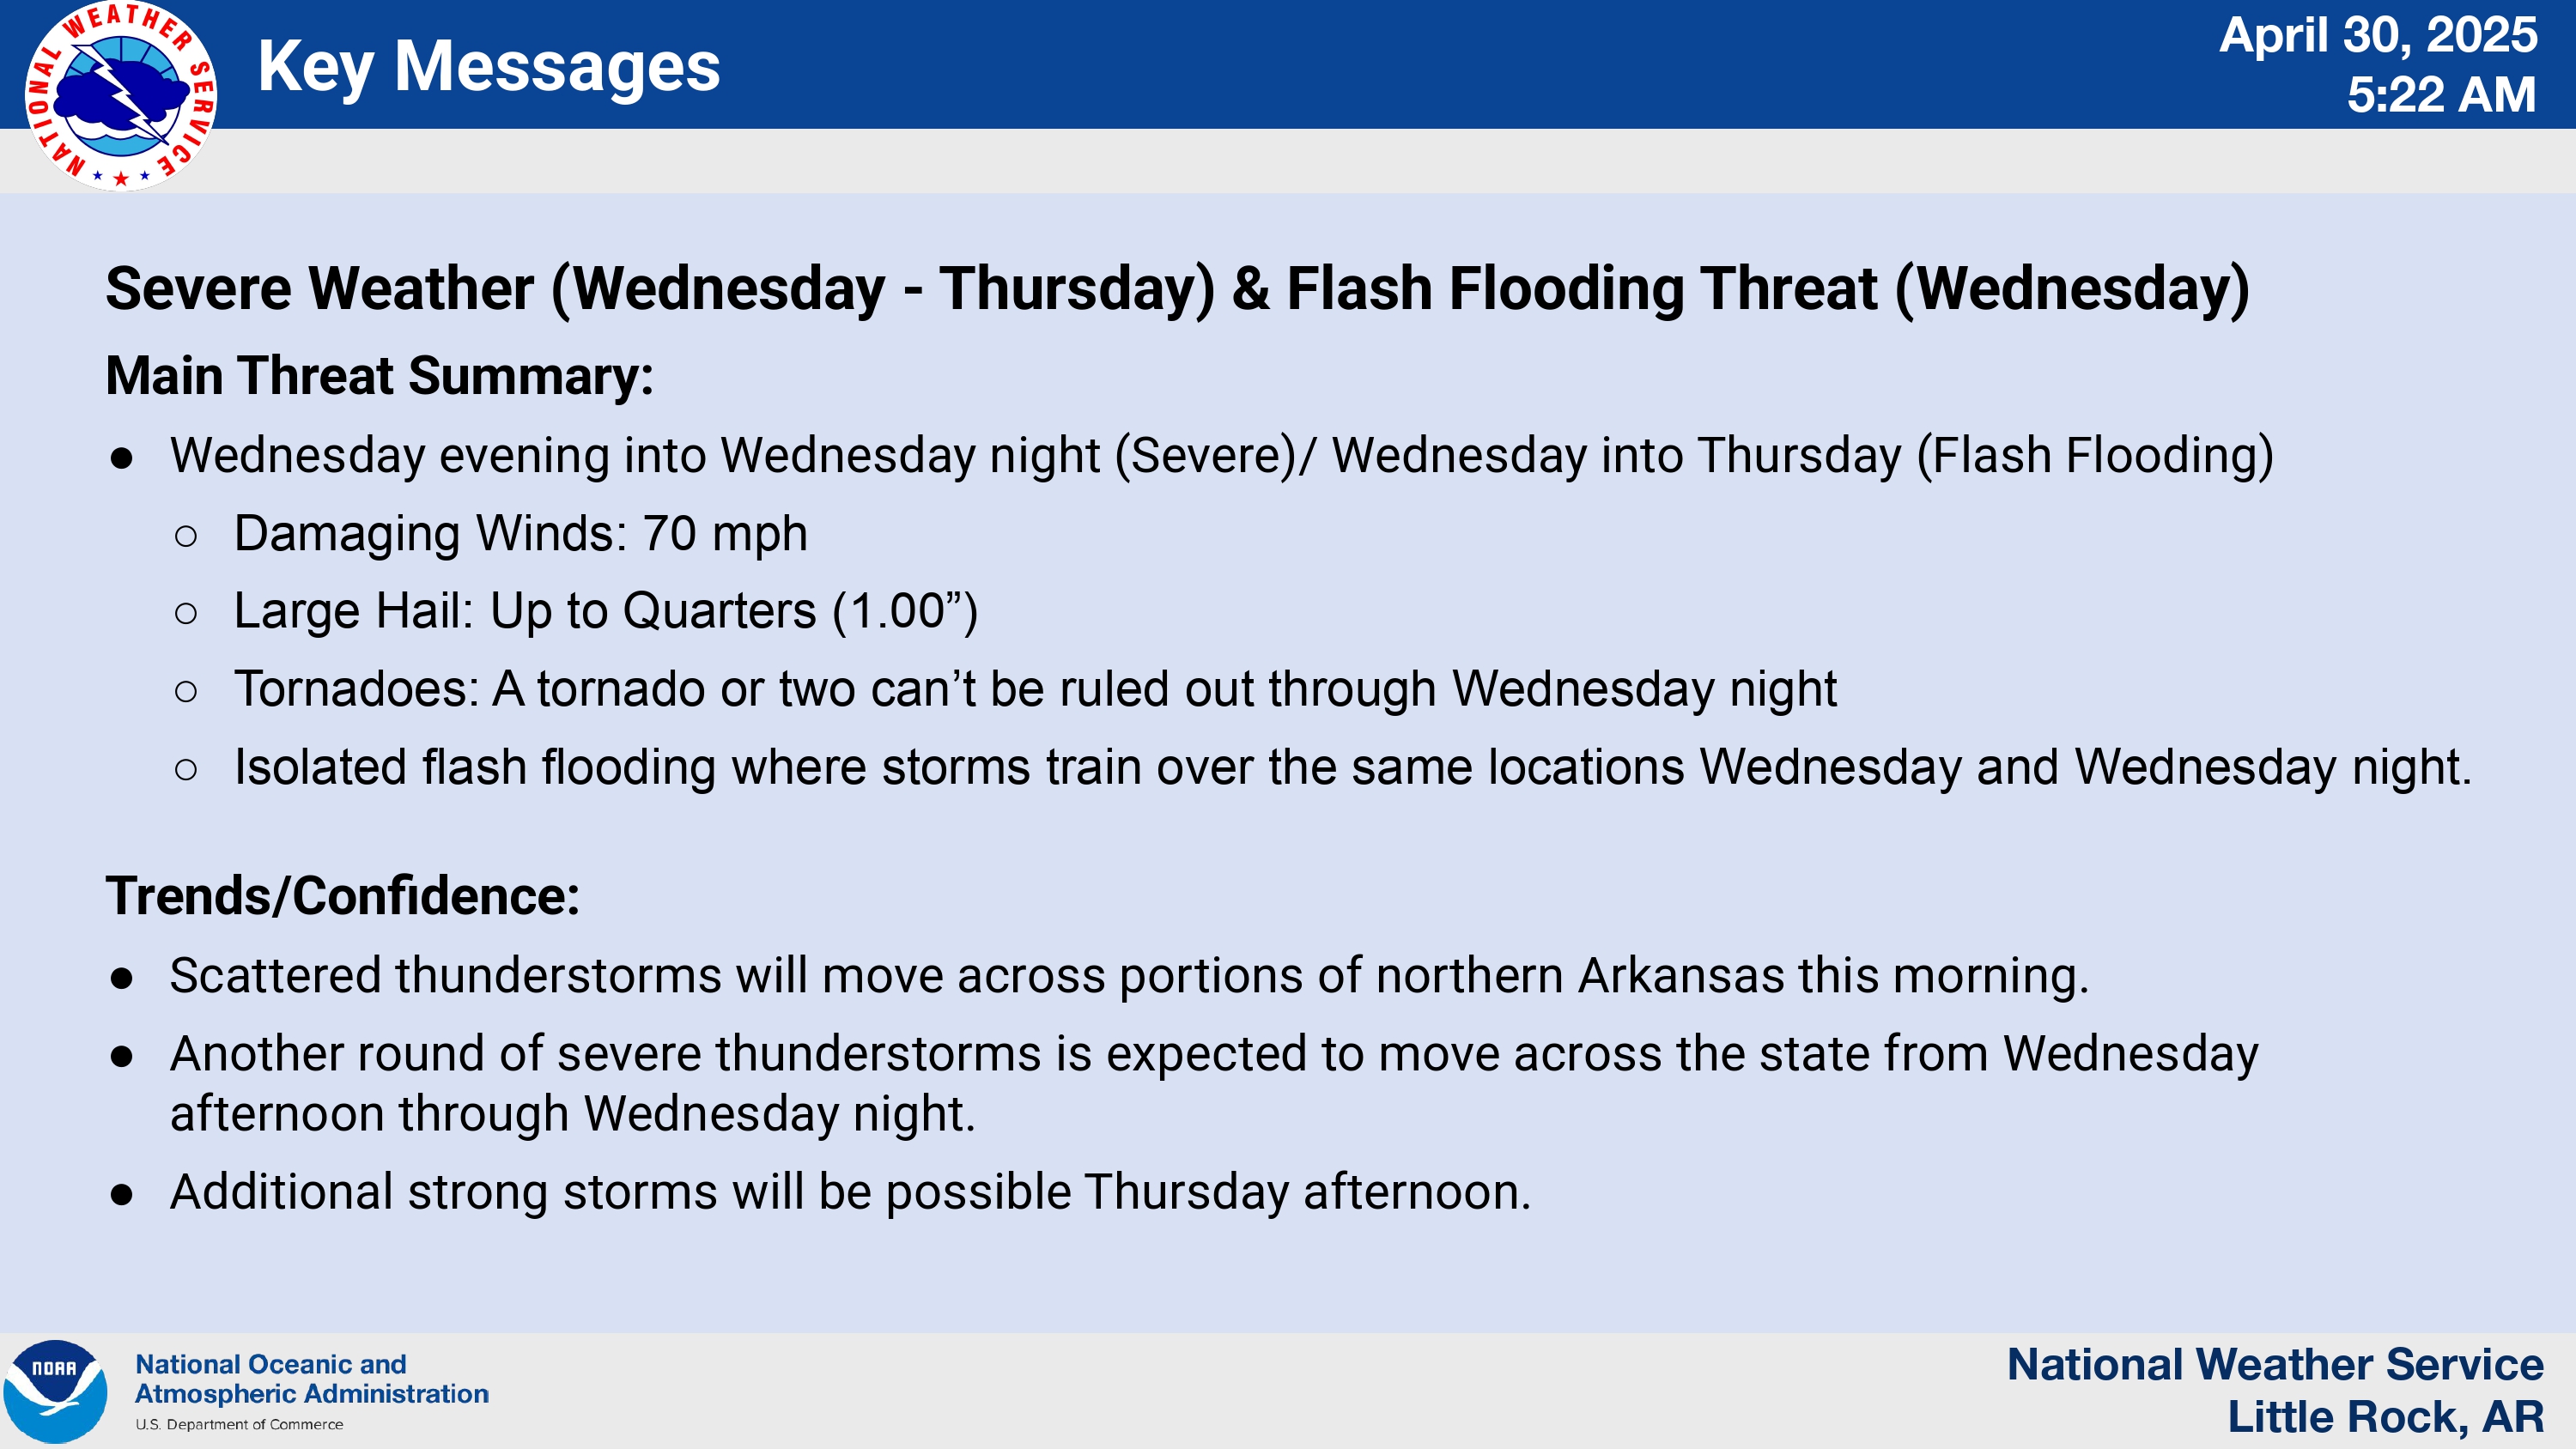 NATIONAL WEATHER SERVICE
Key Messages
April 30, 2025
5:22 AM
Severe Weather (Wednesday - Thursday) & Flash Flooding Threat (Wednesday)
Main Threat Summary:
● Wednesday evening into Wednesday night (Severe)/ Wednesday into Thursday (Flash Flooding)
○ Damaging Winds: 70 mph
○ Large Hail: Up to Quarters (1.00”)
○ Tornadoes: A tornado or two can’t be ruled out through Wednesday night
○ Isolated flash flooding where storms train over the same locations Wednesday and Wednesday night.
Trends/Confidence:
● Scattered thunderstorms will move across portions of northern Arkansas this morning.
● Another round of severe thunderstorms is expected to move across the state from Wednesday
afternoon through Wednesday night.
● Additional strong storms will be possible Thursday afternoon.
NOAA
National Oceanic and
Atmospheric Administration
U.S. Department of Commerce
National Weather Service
Little Rock, AR